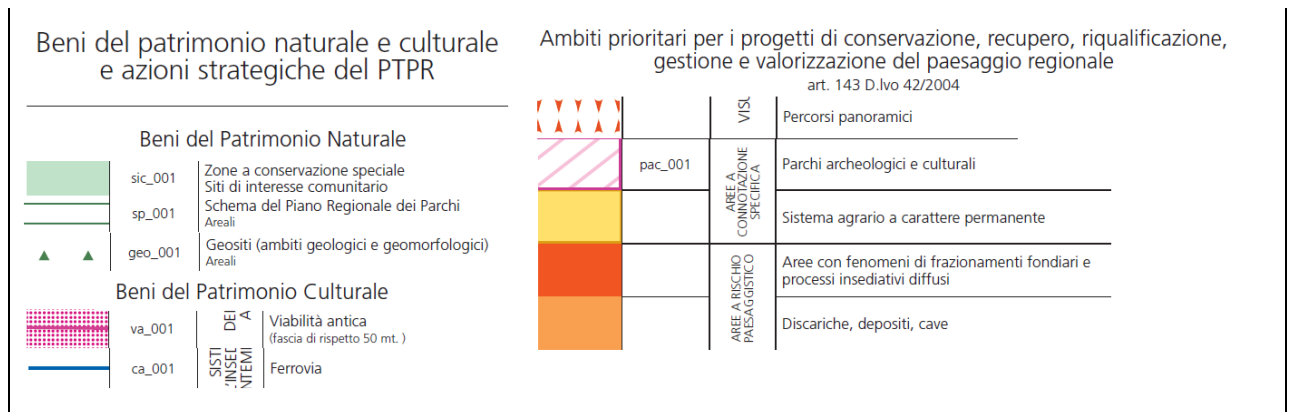 Beni del patrimonio naturale e culturale
e azioni strategiche del PTPR
Beni del Patrimonio Naturale
sic_001
Zone a conservazione speciale
Siti di interesse comunitario
sp_001
Schema del Piano Regionale dei Parchi
Areali
geo_001
Geositi (ambiti geologici e geomorfologici)
Areali
Beni del Patrimonio Culturale
va_001
DEI
A
Viabilità antica
(fascia di rispetto 50 mt. )
ca_001
SISTI
Ferrovia
Ambiti prioritari per i progetti di conservazione, recupero, riqualificazione,
gestione e valorizzazione del paesaggio regionale
art. 143 D.lvo 42/2004
Percorsi panoramici
pac_001
AREE A
CONNOTAZIONE
SPECIFICA
Parchi archeologici e culturali
Sistema agrario a carattere permanente
AREE A RISCHIO
PAESAGGISTICO
Aree con fenomeni di frazionamenti fondiari e
processi insediativi diffusi
Discariche, depositi, cave